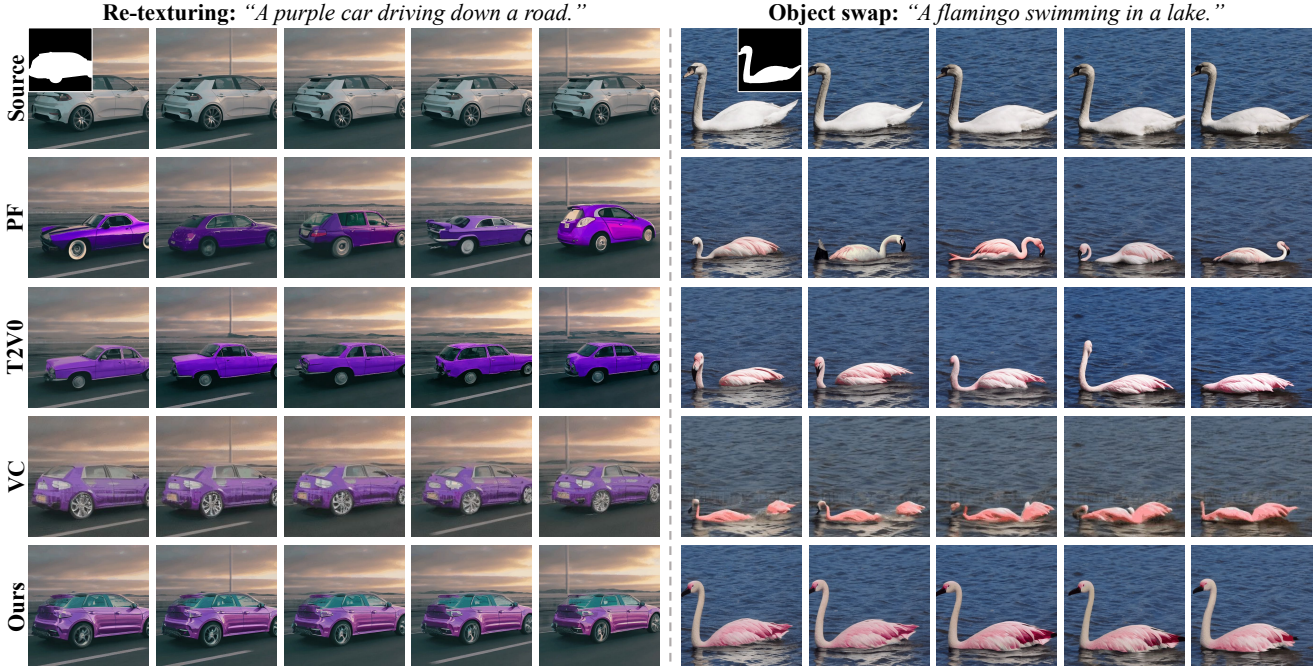 Re-texturing: “A purple car driving down a road.”
Object swap: “A flamingo swimming in a lake.”
Source
PF
T2V0
VC
Ours